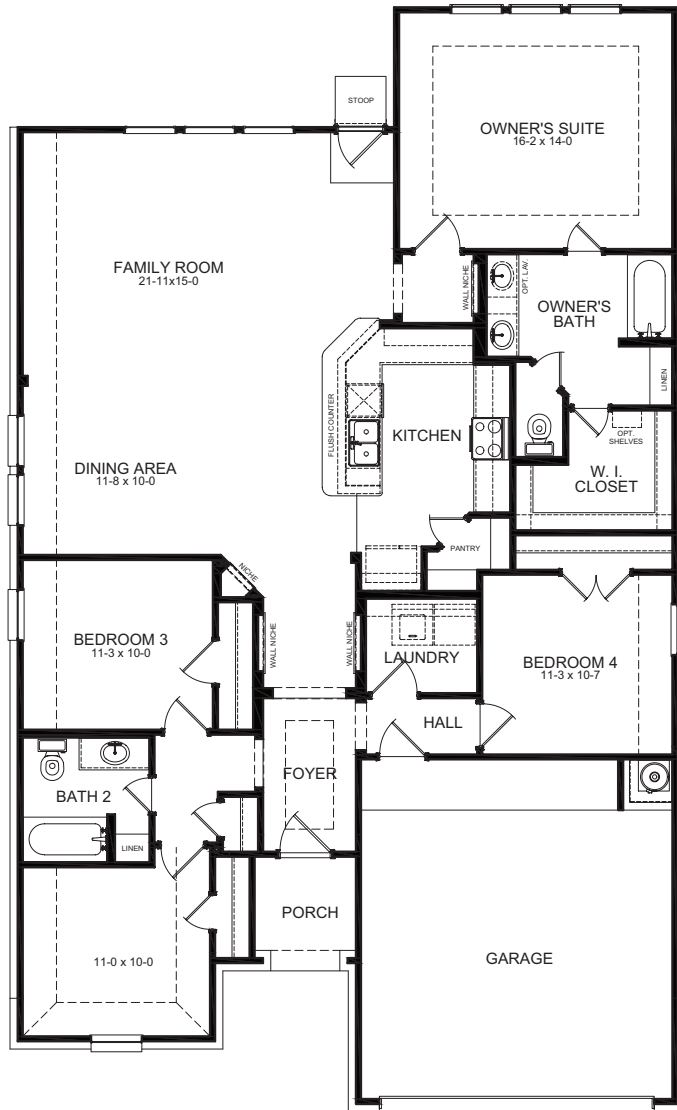 STOOP
OWNER'S SUITE
16-2 x 14-0
FAMILY ROOM
21-11x15-0
WALL NICHE
OPT. LAV.
OWNER'S
BATH
LINEN
FLUSH COUNTER
KITCHEN
OPT.
SHELVES
W. I.
CLOSET
DINING AREA
11-8 x 10-0
PANTRY
NICHE
BEDROOM 3
11-3 x 10-0
WALL NICHE
WALL NICHE
LAUNDRY
BEDROOM 4
11-3 x 10-7
HALL
FOYER
BATH 2
LINEN
PORCH
11-0 x 10-0
GARAGE